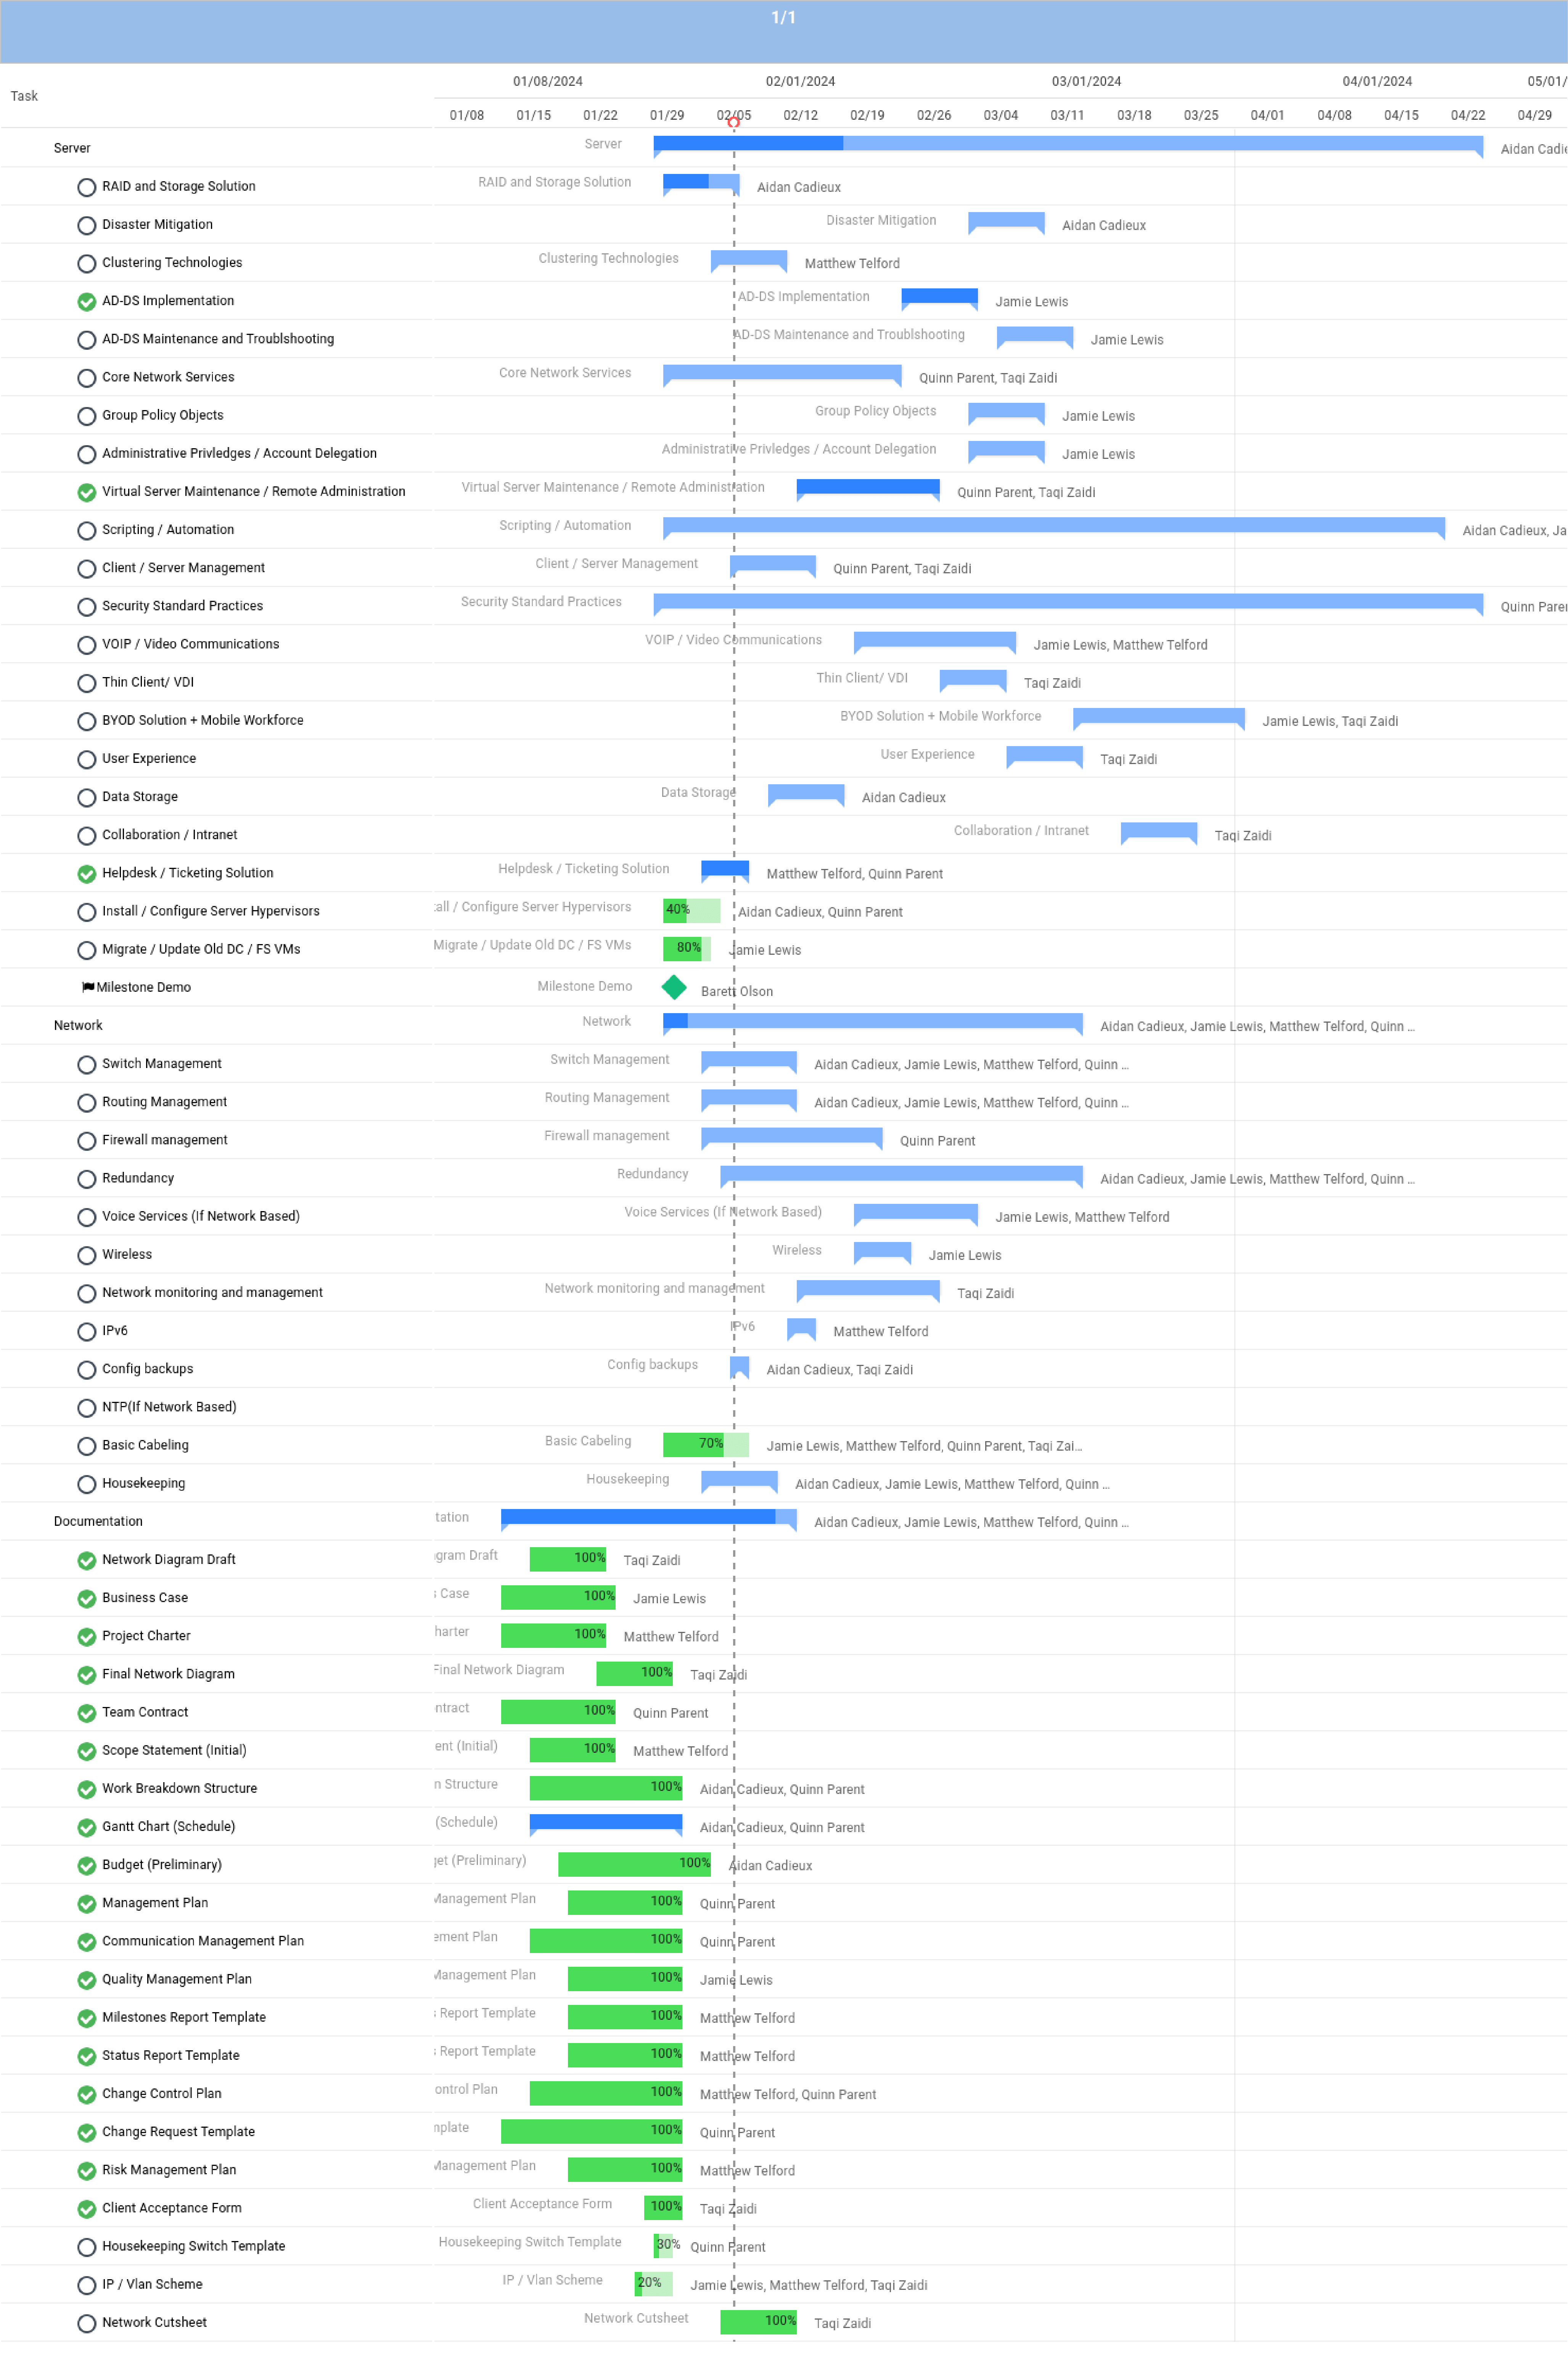 1/1
Task
01/08/2024 02/01/2024 03/01/2024 04/01/2024 05/01/
01/08 01/15 01/22 01/29 02/05 02/12 02/19 02/26 03/04 03/11 03/18 03/25 04/01 04/08 04/15 04/22 04/29
Server Server Aidan Cadie
RAID and Storage Solution RAID and Storage Solution Aidan Cadieux
Disaster Mitigation Disaster Mitigation Aidan Cadieux
Clustering Technologies Clustering Technologies Matthew Telford
AD-DS Implementation AD-DS Implementation Jamie Lewis
AD-DS Maintenance and Troublshooting AD-DS Maintenance and Troublshooting Jamie Lewis
Core Network Services Core Network Services Quinn Parent, Taqi Zaidi
Group Policy Objects Group Policy Objects Jamie Lewis
Administrative Privledges / Account Delegation Administrative Privledges / Account Delegation Jamie Lewis
Virtual Server Maintenance / Remote Administration Virtual Server Maintenance / Remote Administration Quinn Parent, Taqi Zaidi
Scripting / Automation Scripting / Automation Aidan Cadieux, Ja
Client / Server Management Client / Server Management Quinn Parent, Taqi Zaidi
Security Standard Practices Security Standard Practices Quinn Paren
VOIP / Video Communications VOIP / Video Communications Jamie Lewis, Matthew Telford
Thin Client/ VDI Thin Client/ VDI Taqi Zaidi
BYOD Solution + Mobile Workforce BYOD Solution + Mobile Workforce Jamie Lewis, Taqi Zaidi
User Experience User Experience Taqi Zaidi
Data Storage Data Storage Aidan Cadieux
Collaboration / Intranet Collaboration / Intranet Taqi Zaidi
Helpdesk / Ticketing Solution Helpdesk / Ticketing Solution Matthew Telford, Quinn Parent
Install / Configure Server Hypervisors tall / Configure Server Hypervisors 40% Aidan Cadieux, Quinn Parent
Migrate / Update Old DC / FS VMs Migrate / Update Old DC / FS VMs 80% Jamie Lewis
Milestone Demo Milestone Demo Barett Olson
Network Network Aidan Cadieux, Jamie Lewis, Matthew Telford, Quinn ...
Switch Management Switch Management Aidan Cadieux, Jamie Lewis, Matthew Telford, Quinn ...
Routing Management Routing Management Aidan Cadieux, Jamie Lewis, Matthew Telford, Quinn ...
Firewall management Firewall management Quinn Parent
Redundancy Redundancy Aidan Cadieux, Jamie Lewis, Matthew Telford, Quinn ...
Voice Services (If Network Based) Voice Services (If Network Based) Jamie Lewis, Matthew Telford
Wireless Wireless Jamie Lewis
Network monitoring and management Network monitoring and management Taqi Zaidi
IPv6 IPv6 Matthew Telford
Config backups Config backups Aidan Cadieux, Taqi Zaidi
NTP(If Network Based)
Basic Cabeling Basic Cabeling 70% Jamie Lewis, Matthew Telford, Quinn Parent, Taqi Zai...
Housekeeping Housekeeping Aidan Cadieux, Jamie Lewis, Matthew Telford, Quinn ...
Documentation tation Aidan Cadieux, Jamie Lewis, Matthew Telford, Quinn ...
Network Diagram Draft gram Draft 100% Taqi Zaidi
Business Case s Case 100% Jamie Lewis
Project Charter harter 100% Matthew Telford
Final Network Diagram Final Network Diagram 100% Taqi Zaidi
Team Contract ntract 100% Quinn Parent
Scope Statement (Initial) ent (Initial) 100% Matthew Telford
Work Breakdown Structure n Structure 100% Aidan Cadieux, Quinn Parent
Gantt Chart (Schedule) (Schedule) Aidan Cadieux, Quinn Parent
Budget (Preliminary) get (Preliminary) 100% Aidan Cadieux
Management Plan Management Plan 100% Quinn Parent
Communication Management Plan ement Plan 100% Quinn Parent
Quality Management Plan Management Plan 100% Jamie Lewis
Milestones Report Template s Report Template 100% Matthew Telford
Status Report Template s Report Template 100% Matthew Telford
Change Control Plan ontrol Plan 100% Matthew Telford, Quinn Parent
Change Request Template mplate 100% Quinn Parent
Risk Management Plan Management Plan 100% Matthew Telford
Client Acceptance Form Client Acceptance Form 100% Taqi Zaidi
Housekeeping Switch Template Housekeeping Switch Template 30% Quinn Parent
IP / Vlan Scheme IP / Vlan Scheme 20% Jamie Lewis, Matthew Telford, Taqi Zaidi
Network Cutsheet Network Cutsheet 100% Taqi Zaidi